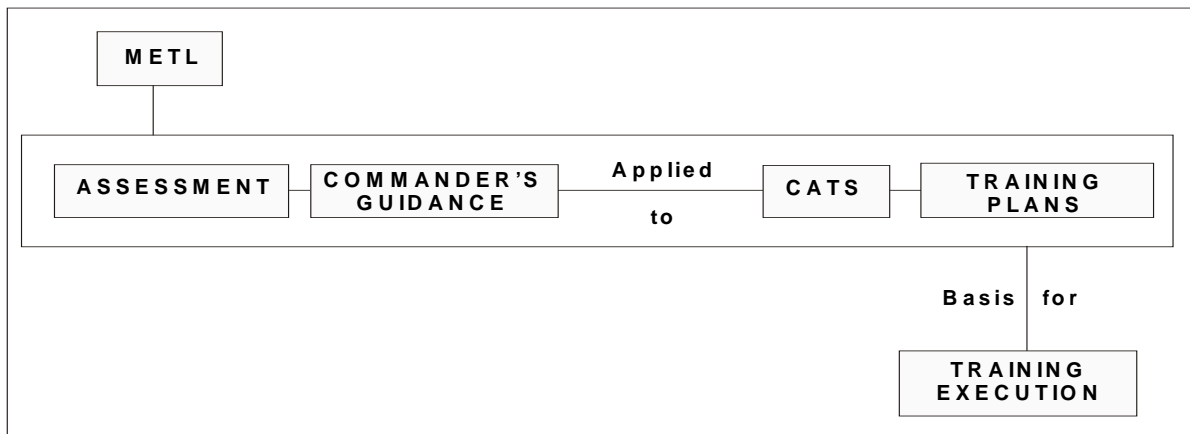 METL
ASSESSMENT
COMMANDER’S
GUIDANCE
Applied
to
CATS
TRAINING
PLANS
Basis for
TRAINING
EXECUTION